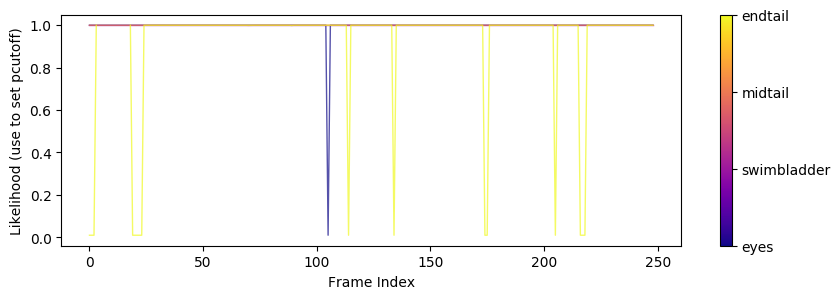 Likelihood (use to set pcutoff)
1.0
0.8
0.6
0.4
0.2
0.0
0
50
100
150
200
250
Frame Index
endtail
midtail
swimbladder
eyes